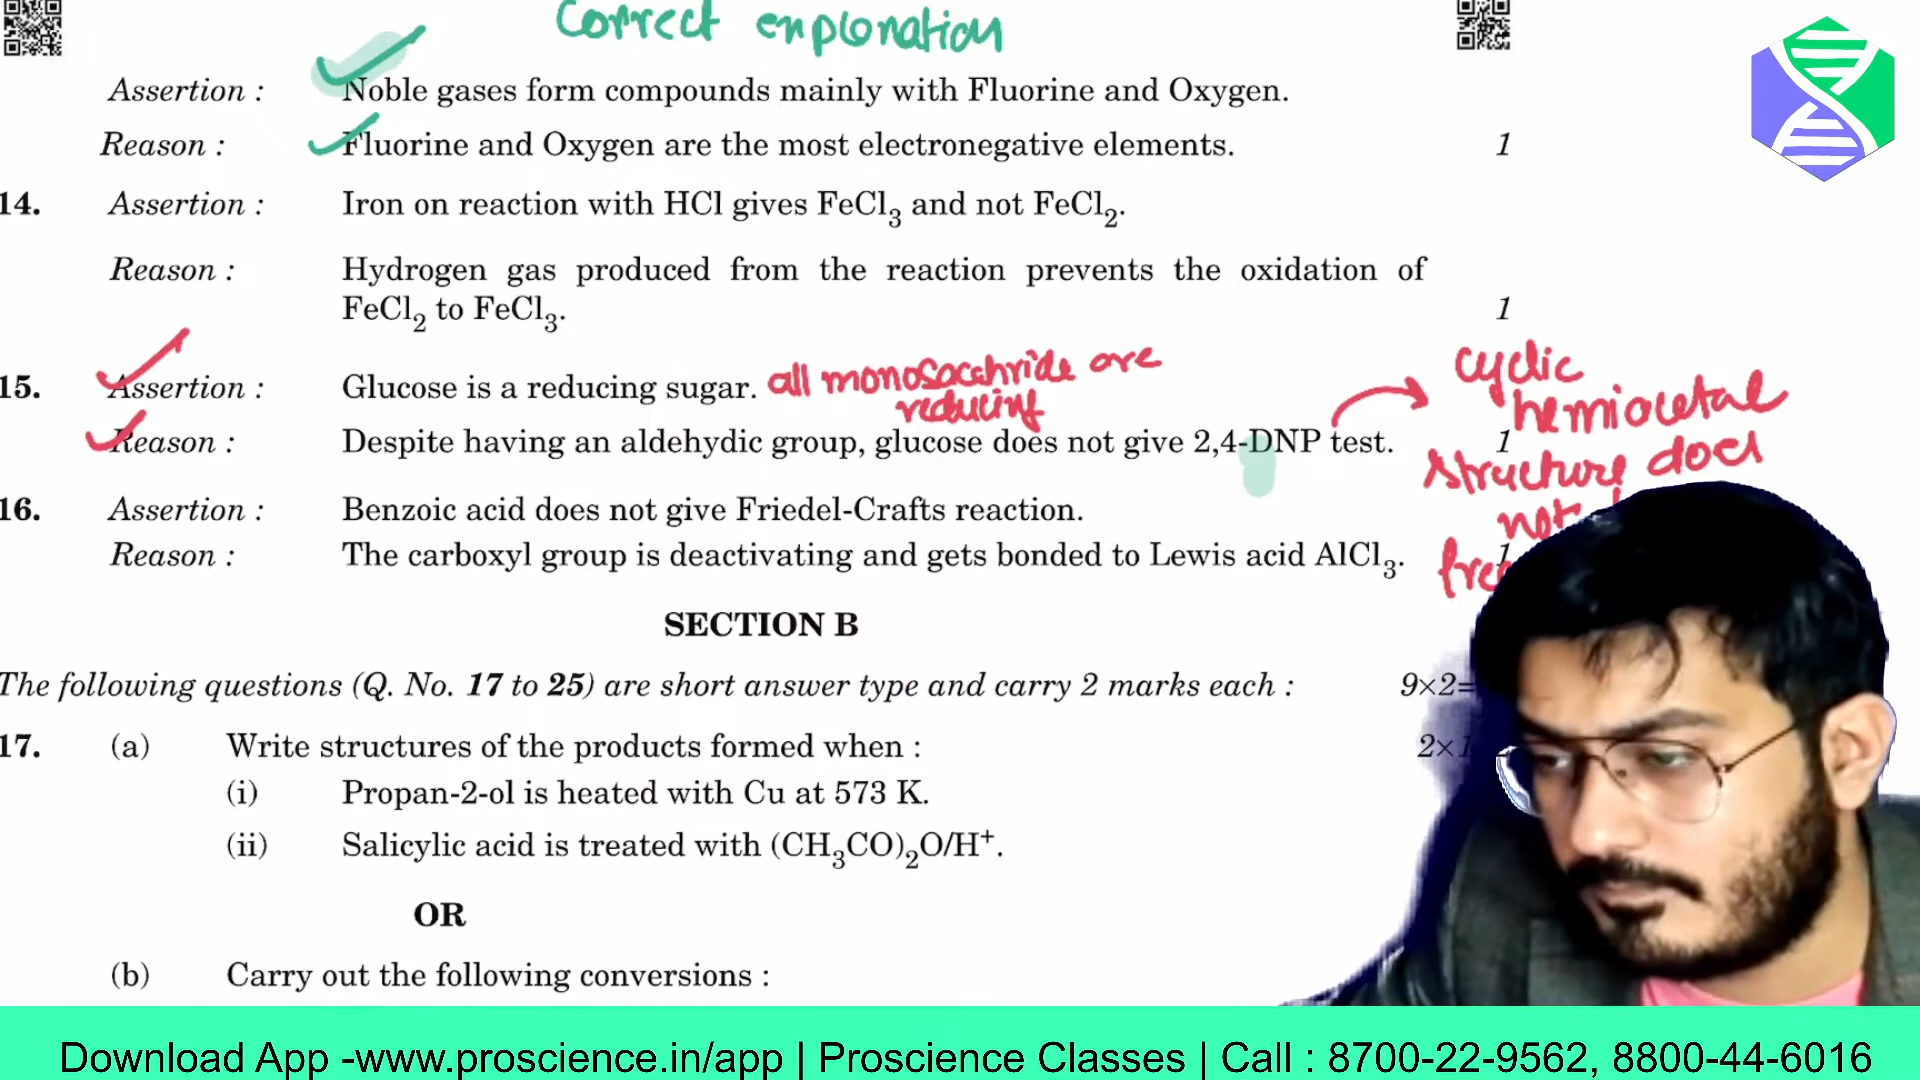 Correct enplanation
Assertion : Noble gases form compounds mainly with Fluorine and Oxygen.
Reason : Fluorine and Oxygen are the most electronegative elements. 1
14. Assertion : Iron on reaction with HCl gives FeCl₃ and not FeCl₂.
Reason : Hydrogen gas produced from the reaction prevents the oxidation of
FeCl₂ to FeCl₃. 1
15. Assertion : Glucose is a reducing sugar. all monosacchride are
reducing
Reason : Despite having an aldehydic group, glucose does not give 2,4-DNP test. 1
cyclic
hemiacetal
structure does
not
16. Assertion : Benzoic acid does not give Friedel-Crafts reaction.
Reason : The carboxyl group is deactivating and gets bonded to Lewis acid AlCl₃. 1
SECTION B
The following questions (Q. No. 17 to 25) are short answer type and carry 2 marks each : 9×2=
17. (a) Write structures of the products formed when : 2×1
(i) Propan-2-ol is heated with Cu at 573 K.
(ii) Salicylic acid is treated with (CH₃CO)₂O/H⁺.
OR
(b) Carry out the following conversions :
Download App -www.proscience.in/app | Proscience Classes | Call : 8700-22-9562, 8800-44-6016